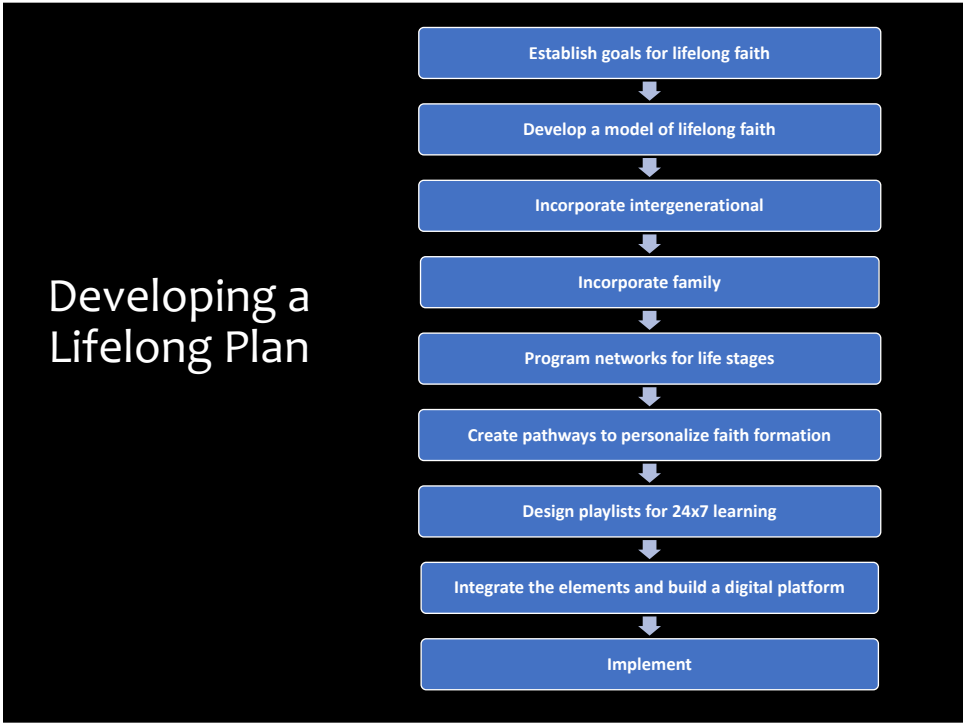 Developing a
Lifelong Plan
Establish goals for lifelong faith
Develop a model of lifelong faith
Incorporate intergenerational
Incorporate family
Program networks for life stages
Create pathways to personalize faith formation
Design playlists for 24x7 learning
Integrate the elements and build a digital platform
Implement